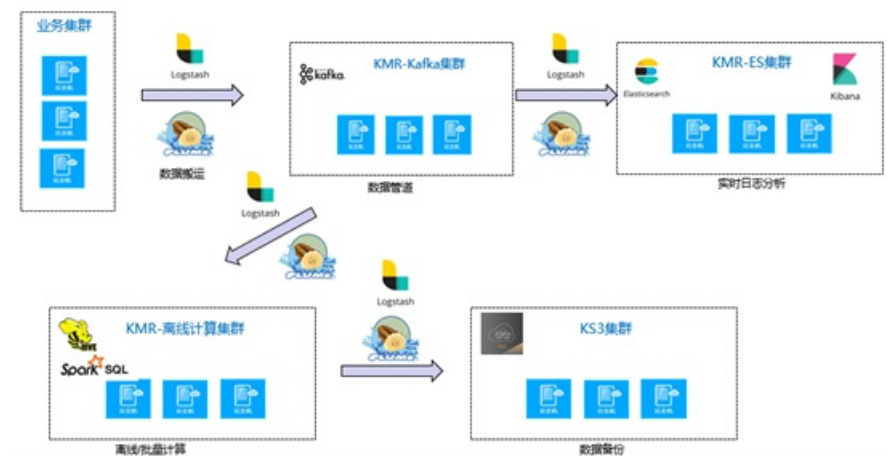 业务集群
Logstash
数据搬运
kafka.
KMR-Kafka集群
数据管道
Logstash
KMR-ES集群
Elasticsearch
Kibana
实时日志分析
Logstash
KMR-离线计算集群
HIVE
Spark SQL
离线/批量计算
Logstash
KS3集群
数据备份